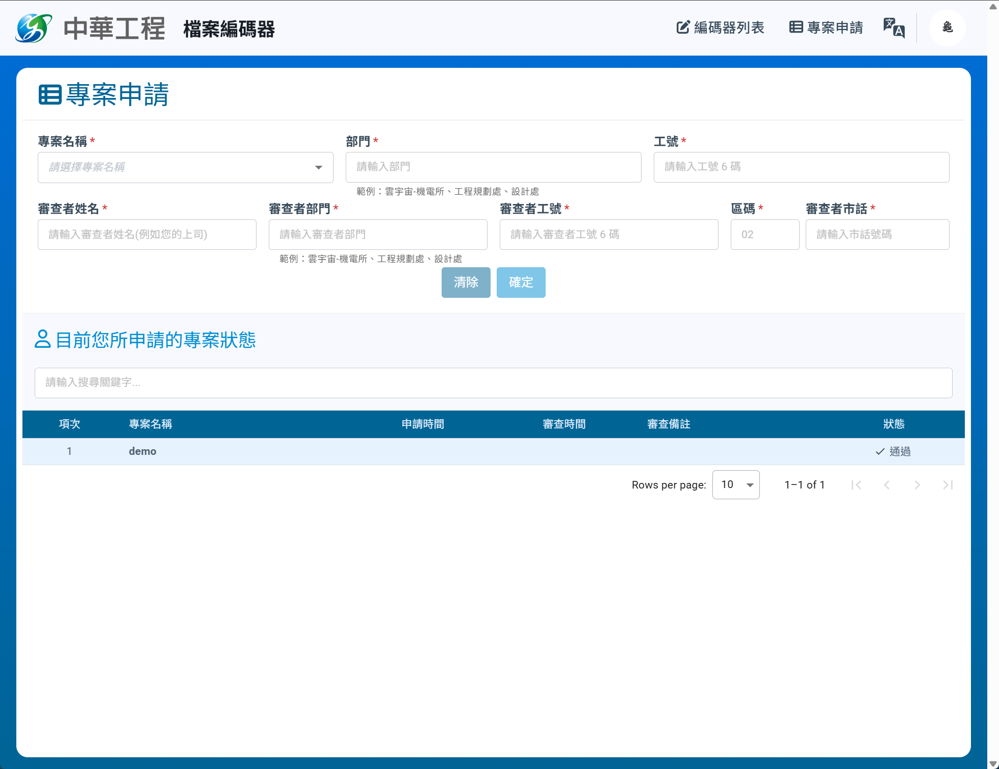 中華工程 檔案編碼器 編碼器列表 專案申請 龜
專案申請
專案名稱 * 部門 * 工號 *
請選擇專案名稱 請輸入部門 請輸入工號 6 碼
範例：雲宇宙-機電所、工程規劃處、設計處
審查者姓名 * 審查者部門 * 審查者工號 * 區碼 * 審查者市話 *
請輸入審查者姓名(例如您的上司) 請輸入審查者部門 請輸入審查者工號 6 碼 02 請輸入市話號碼
範例：雲宇宙-機電所、工程規劃處、設計處
清除 確定
目前您所申請的專案狀態
請輸入搜尋關鍵字...
項次 專案名稱 申請時間 審查時間 審查備註 狀態
1 demo 通過
Rows per page: 10 1–1 of 1